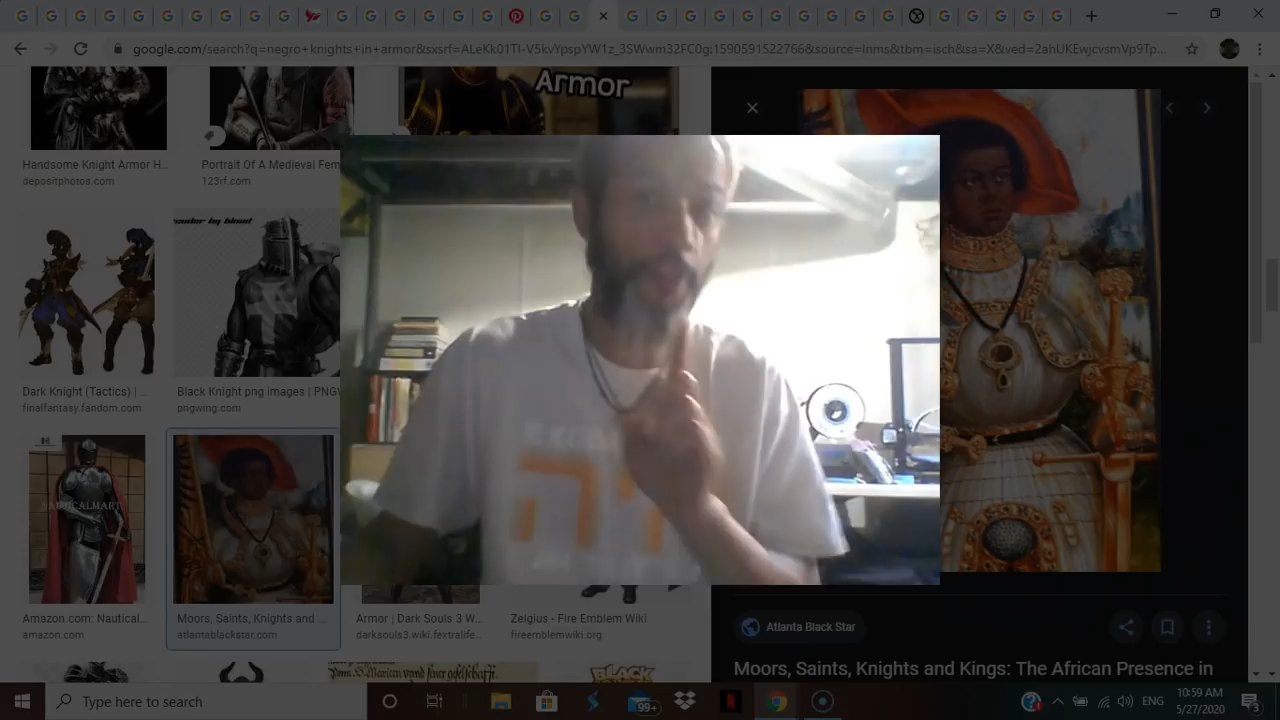 google.com/search?q=negro+knights+in+armor&sxsrf=ALeKk01TI-V5kvYpspYW1z_3SWwm32FC0g:1590591522766&source=lnms&tbm=isch&sa=X&ved=2ahUKEwjcvsmVp9Tp...
Armor
Handsome Knight Armor H...
depositphotos.com
Portrait Of A Medieval Fem
123rf.com
Dark Knight (Tactics) | ...
finalfantasy.fandom.com
Black Knight png images | PNGW
pngwing.com
NAUTICALMART
Amazon.com: Nautical...
amazon.com
Moors, Saints, Knights and ...
atlantablackstar.com
Armor | Dark Souls 3 W...
darksouls3.wiki.fextralife...
Zelgius - Fire Emblem Wiki
fireemblemwiki.org
BLACK
Atlanta Black Star
Moors, Saints, Knights and Kings: The African Presence in
Type here to search
99+
ENG
10:59 AM
5/27/2020
3